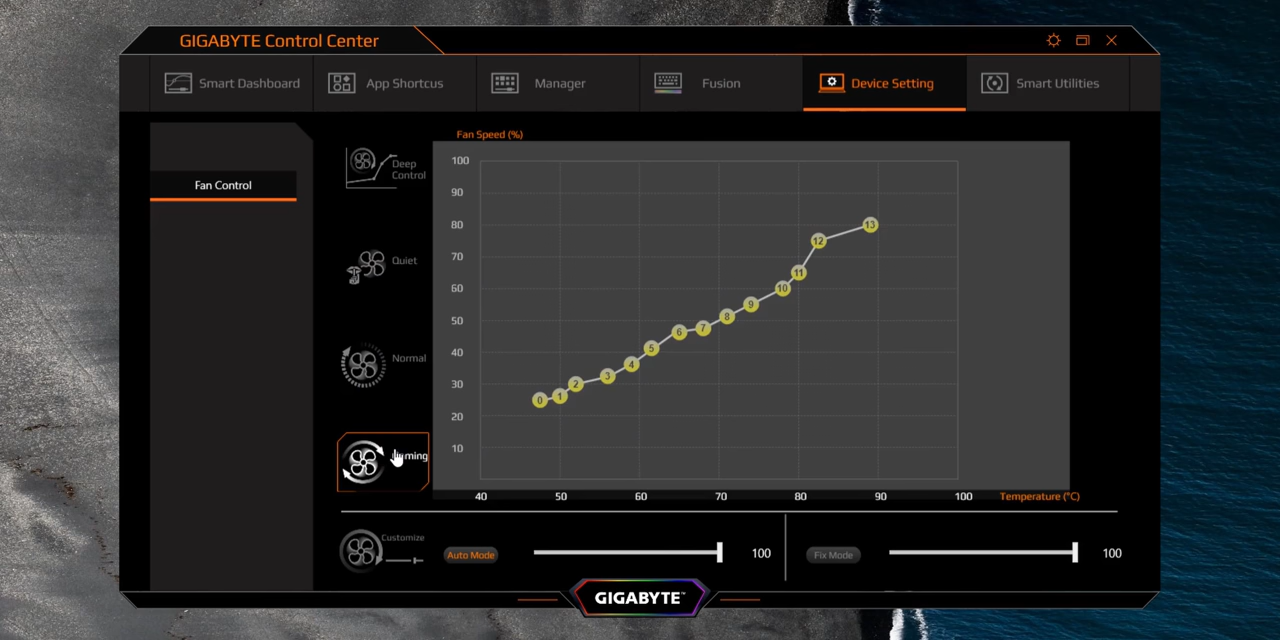 GIGABYTE Control Center
Smart Dashboard
App Shortcus
Manager
Fusion
Device Setting
Smart Utilities
Fan Control
Deep
Control
Quiet
Normal
ming
Customize
Fan Speed (%)
100
90
80
70
60
50
40
30
20
10
0
1
2
3
4
5
6
7
8
9
10
11
12
13
40
50
60
70
80
90
100
Temperature (°C)
Auto Mode
100
Fix Mode
100
GIGABYTE™